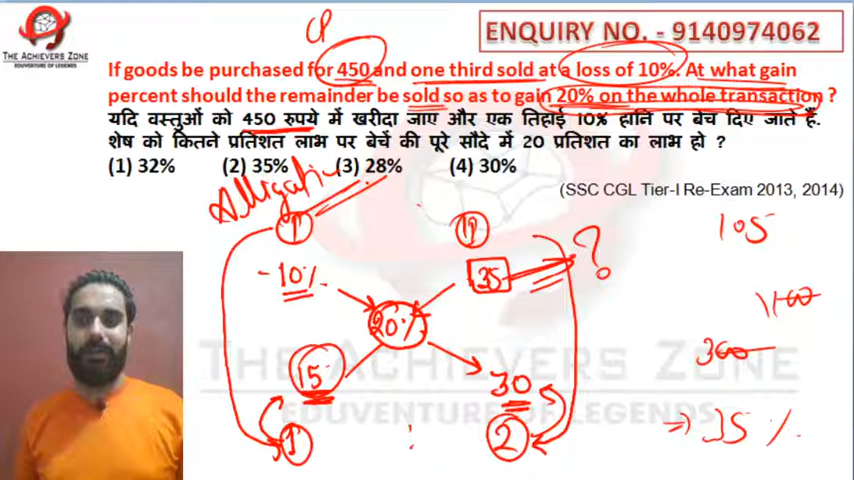 THE ACHIEVERS ZONE
EDUVENTURE OF LEGENDS
ENQUIRY NO. - 9140974062
CP
If goods be purchased for 450 and one third sold at a loss of 10%. At what gain
percent should the remainder be sold so as to gain 20% on the whole transaction ?
यदि वस्तुओं को 450 रुपये में खरीदा जाए और एक तिहाई 10% हानि पर बेच दिए जाते हैं.
शेष को कितने प्रतिशत लाभ पर बेचें की पूरे सौदे में 20 प्रतिशत का लाभ हो ?
(1) 32% (2) 35% (3) 28% (4) 30%
(SSC CGL Tier-I Re-Exam 2013, 2014)
Alligation
105
-10% 35 ?
20%
300
15 30
1 : 2
⇒ 35%
THE ACHIEVERS ZONE
EDUVENTURE OF LEGENDS